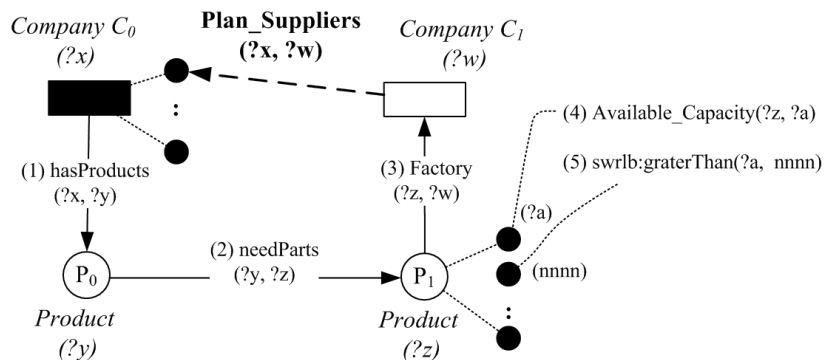 Company C0
(?x)
Plan_Suppliers
(?x, ?w)
Company C1
(?w)
:
(1) hasProducts
(?x, ?y)
(3) Factory
(?z, ?w)
(4) Available_Capacity(?z, ?a)
(5) swrlb:graterThan(?a, nnnn)
(?a)
(2) needParts
(?y, ?z)
P0
P1
(nnnn)
:
Product
(?y)
Product
(?z)